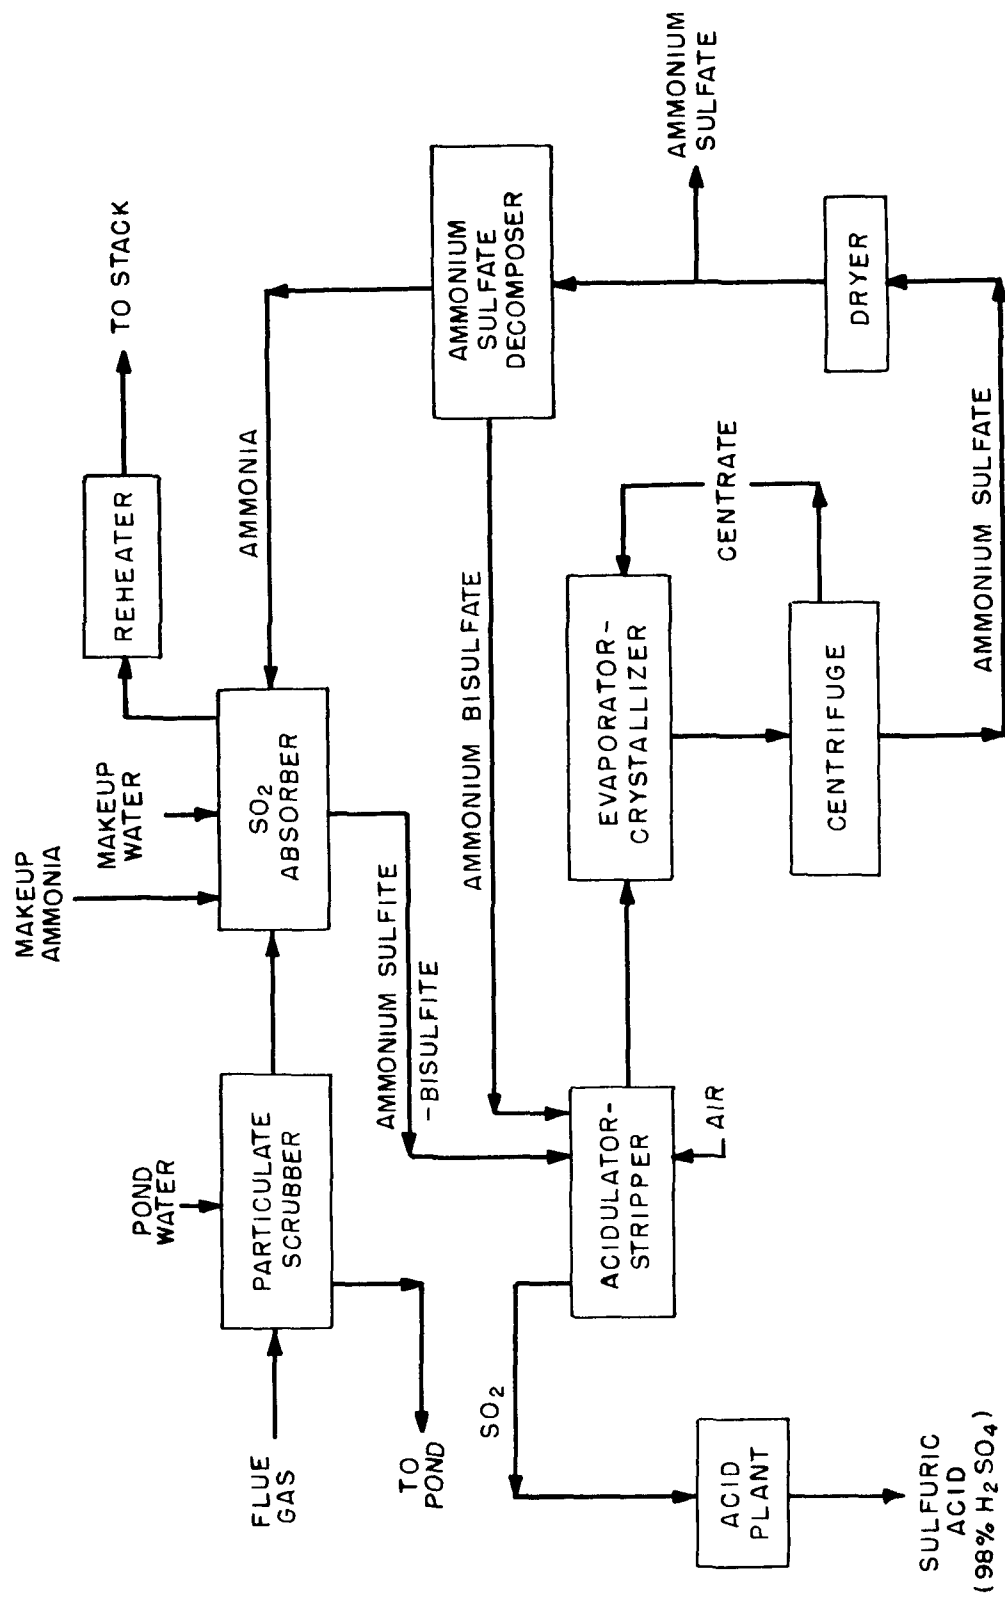 MAKEUP
AMMONIA
MAKEUP
WATER
POND
WATER
FLUE
GAS
PARTICULATE
SCRUBBER
SO2
ABSORBER
REHEATER
TO STACK
TO
POND
AMMONIUM SULFITE
-BISULFITE
AMMONIA
AMMONIUM
SULFATE
DECOMPOSER
AMMONIUM BISULFATE
SO2
ACIDULATOR-
STRIPPER
AIR
EVAPORATOR-
CRYSTALLIZER
CENTRATE
AMMONIUM
SULFATE
ACID
PLANT
CENTRIFUGE
DRYER
SULFURIC
ACID
(98% H2 SO4)
AMMONIUM SULFATE